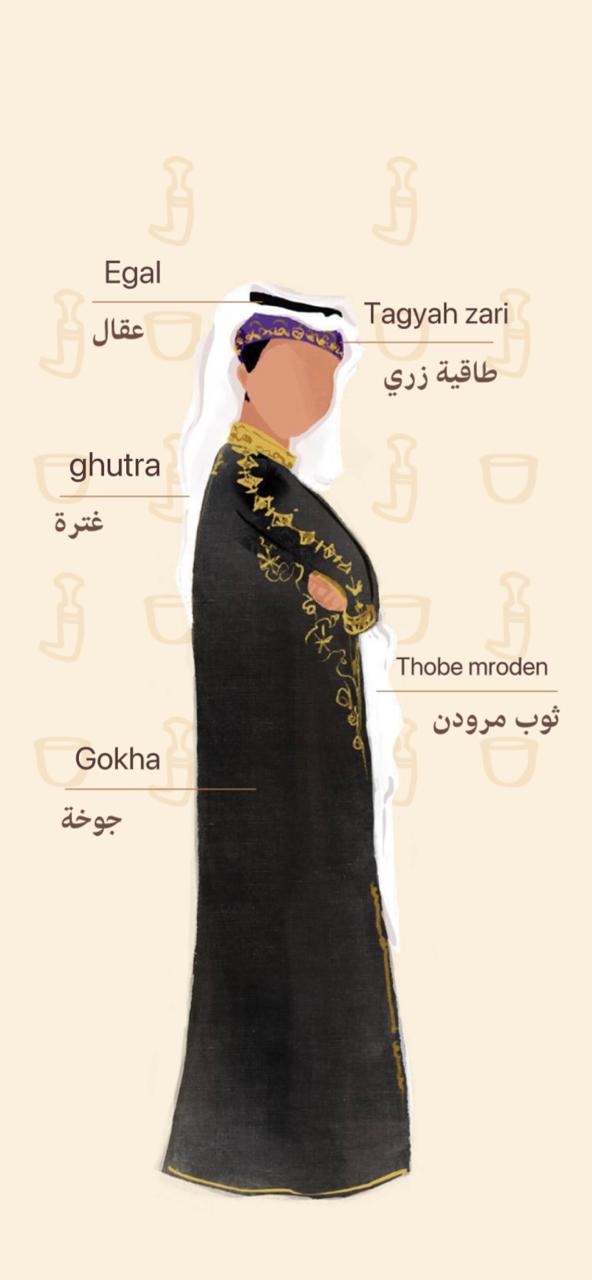 Egal
عقال
Tagyah zari
طاقية زري
ghutra
غترة
Thobe mroden
ثوب مرودن
Gokha
جوخة